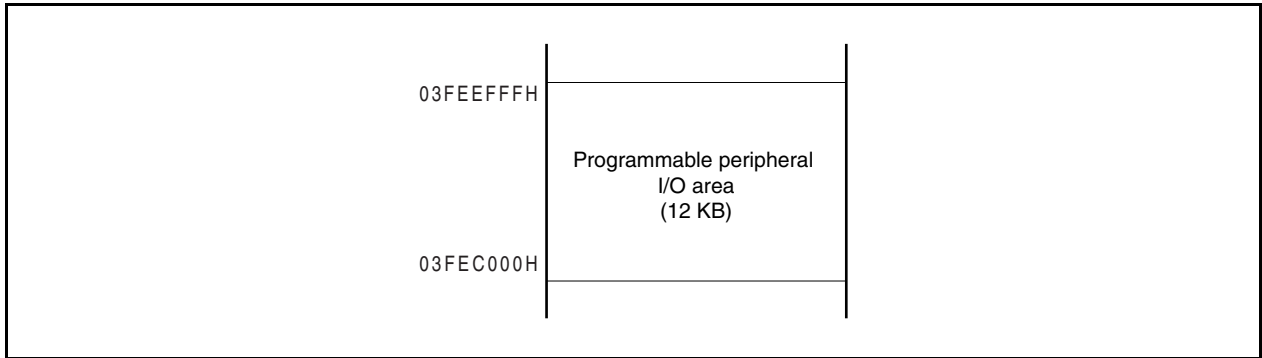 03FEEFFFH
Programmable peripheral
I/O area
(12 KB)
03FEC000H